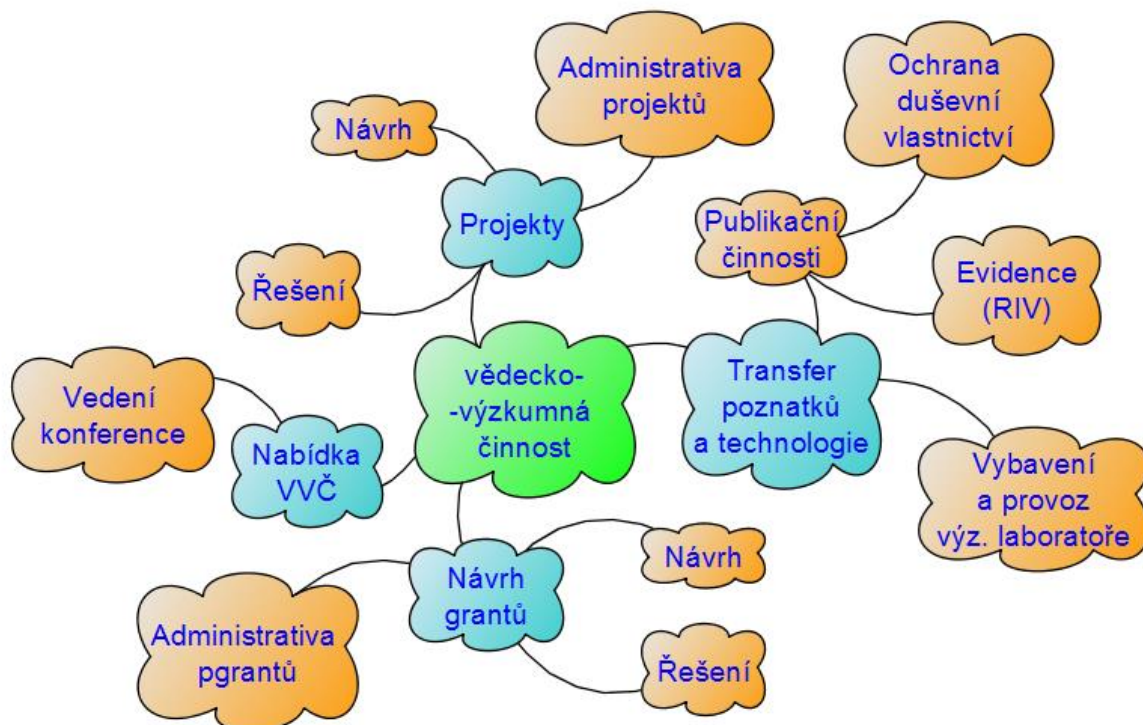 Administrativa
projektů
Ochrana
duševní
vlastnictví
Návrh
Projekty
Publikační
činnosti
Řešení
Evidence
(RIV)
vědecko-
-výzkumná
činnost
Transfer
poznatků
a technologie
Vedení
konference
Nabídka
VVČ
Vybavení
a provoz
výz. laboratoře
Návrh
grantů
Návrh
Administrativa
pgrantů
Řešení